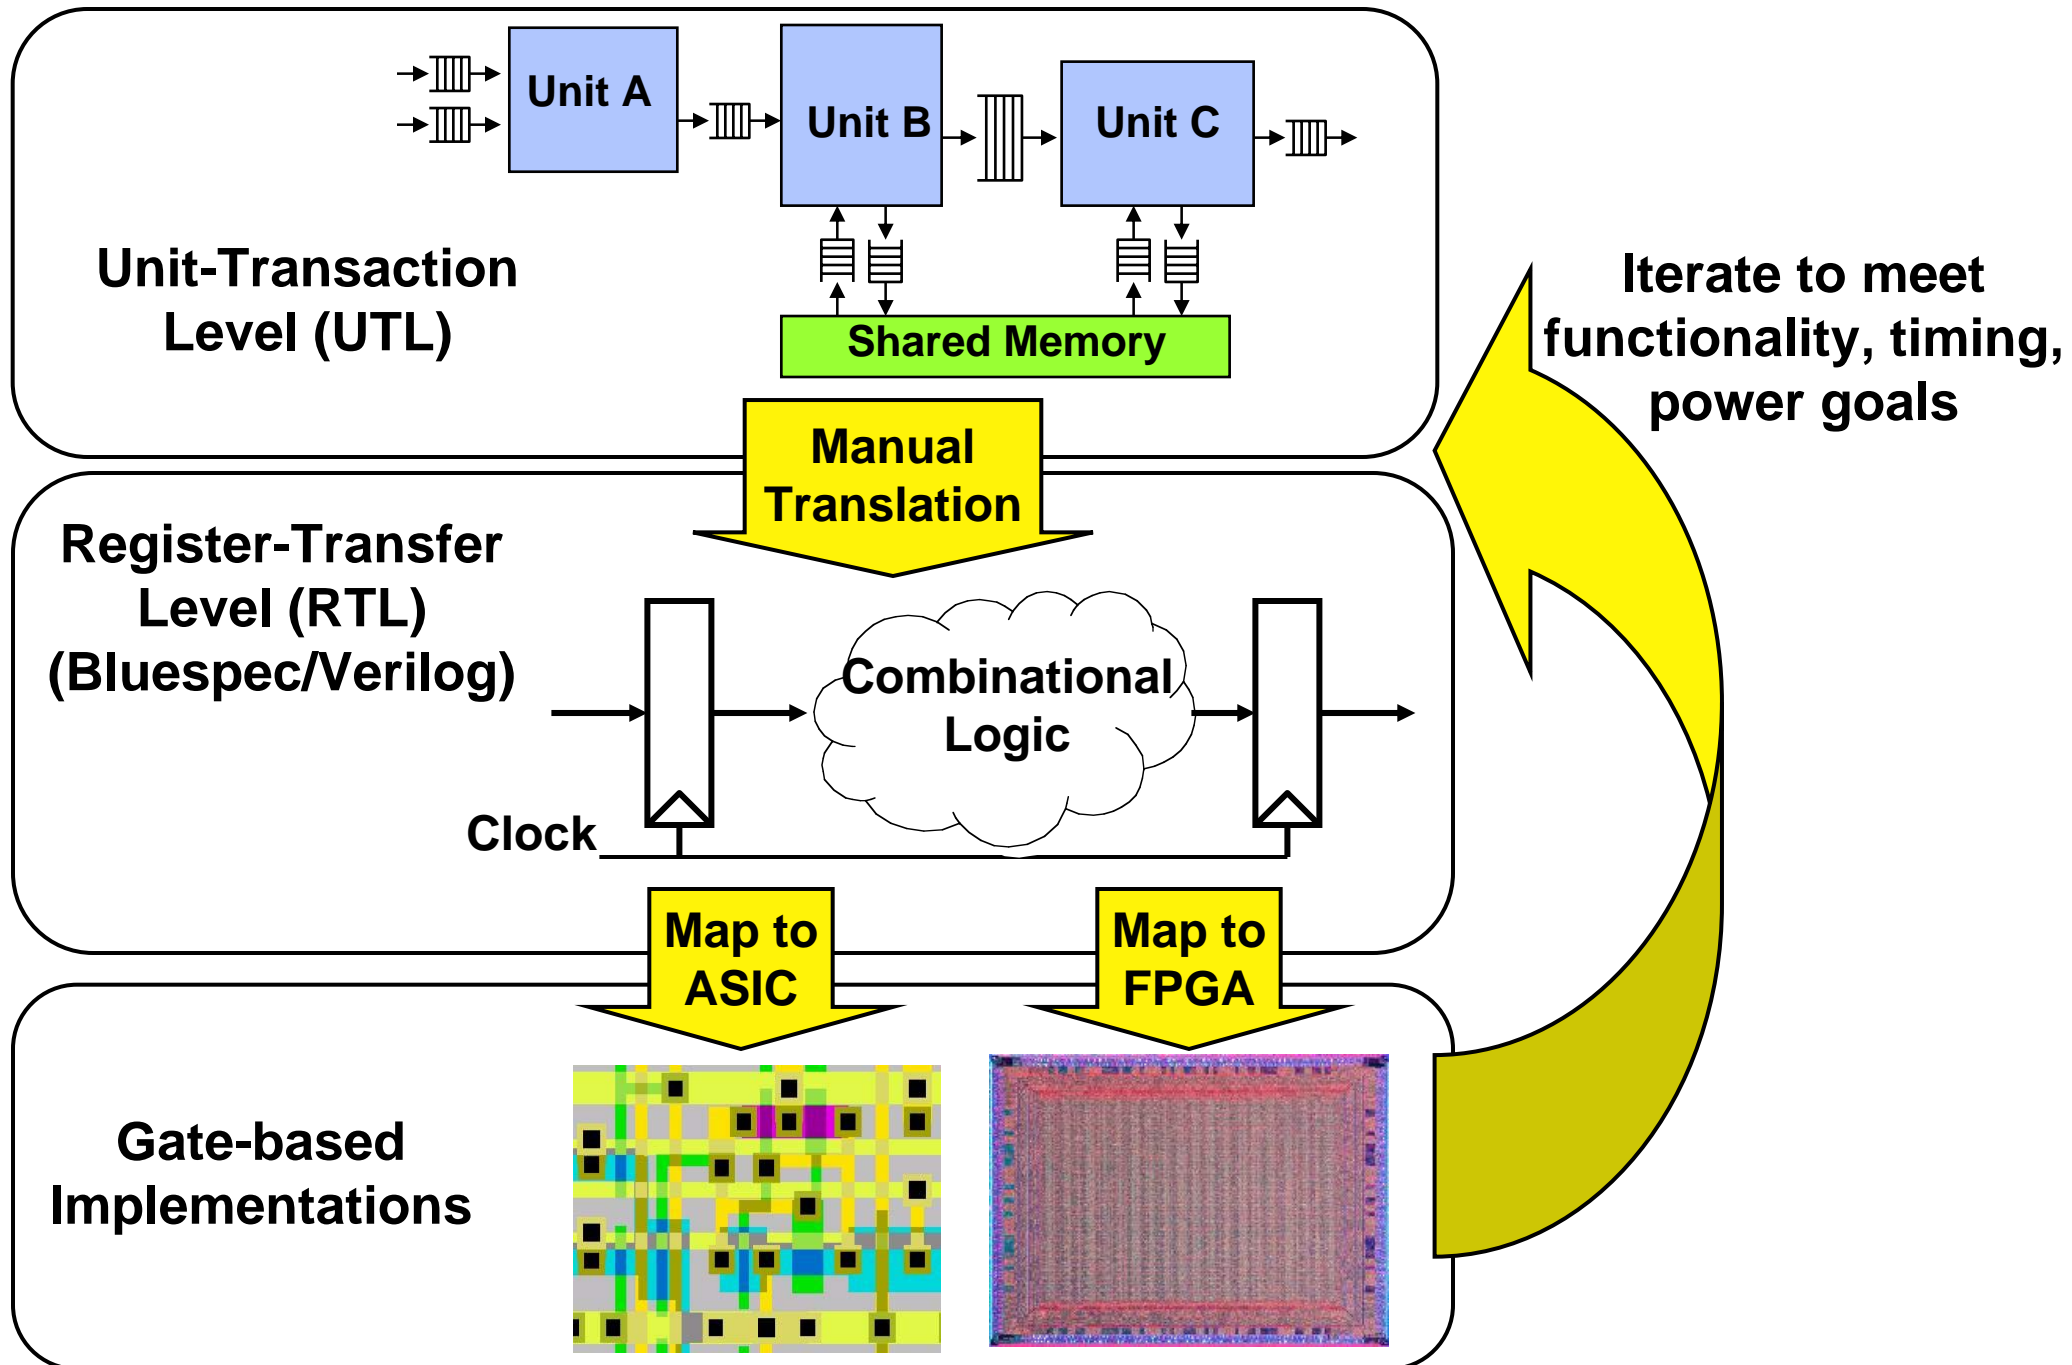 Unit A
Unit B
Unit C
Unit-Transaction
Level (UTL)
Shared Memory
Iterate to meet
functionality, timing,
power goals
Manual
Translation
Register-Transfer
Level (RTL)
(Bluespec/Verilog)
Combinational
Logic
Clock
Map to
ASIC
Map to
FPGA
Gate-based
Implementations